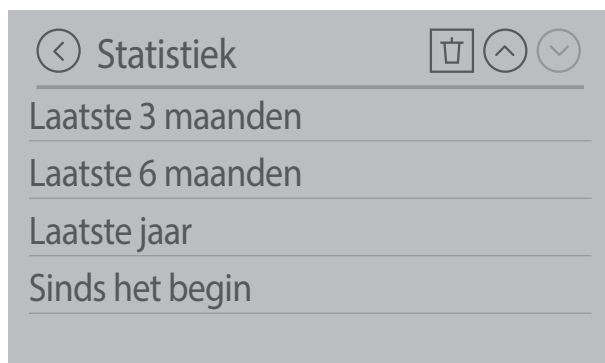 Statistiek
Laatste 3 maanden
Laatste 6 maanden
Laatste jaar
Sinds het begin